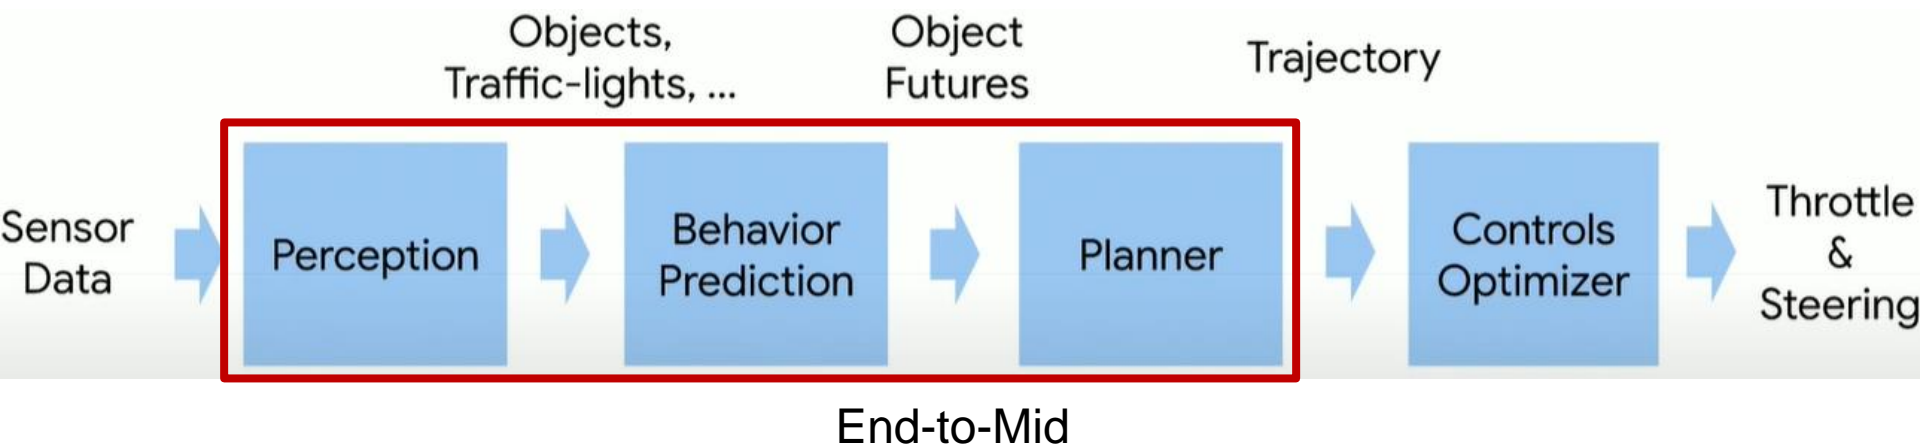 Objects,
Traffic-lights, ...
Object
Futures
Trajectory
Sensor
Data
Perception
Behavior
Prediction
Planner
Controls
Optimizer
Throttle
&
Steering
End-to-Mid